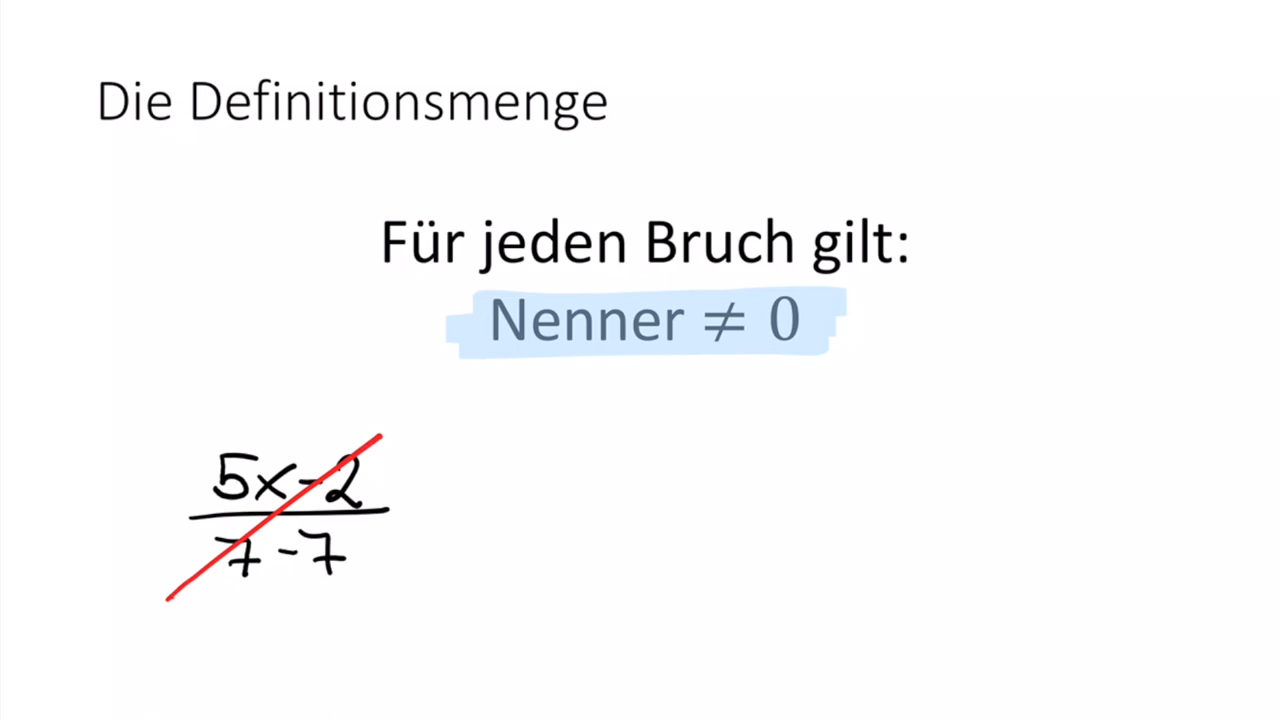 Die Definitionsmenge
Für jeden Bruch gilt:
Nenner ≠ 0
5x-2
7-7